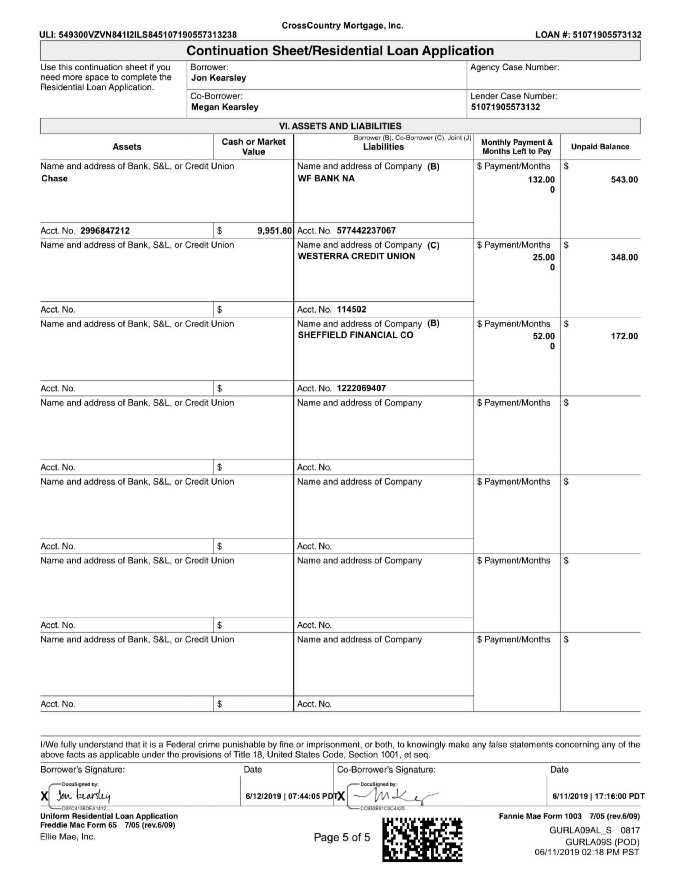 CrossCountry Mortgage, Inc.
ULI: 549300VZVN841I2ILS845107190557313238 LOAN #: 51071905573132
Continuation Sheet/Residential Loan Application
Use this continuation sheet if you need more space to complete the Residential Loan Application.
Borrower:
Jon Kearsley
Agency Case Number:
Co-Borrower:
Megan Kearsley
Lender Case Number:
51071905573132
VI. ASSETS AND LIABILITIES
Assets
Cash or Market Value
Borrower (B), Co-Borrower (C), Joint (J)
Liabilities
Monthly Payment & Months Left to Pay
Unpaid Balance
Name and address of Bank, S&L, or Credit Union
Chase
Name and address of Company (B)
WF BANK NA
$ Payment/Months
132.00
0
$
543.00
Acct. No. 2996847212 $ 9,951.80 Acct. No. 577442237067
Name and address of Bank, S&L, or Credit Union
Name and address of Company (C)
WESTERRA CREDIT UNION
$ Payment/Months
25.00
0
$
348.00
Acct. No. $ Acct. No. 114502
Name and address of Bank, S&L, or Credit Union
Name and address of Company (B)
SHEFFIELD FINANCIAL CO
$ Payment/Months
52.00
0
$
172.00
Acct. No. $ Acct. No. 1222069407
Name and address of Bank, S&L, or Credit Union Name and address of Company $ Payment/Months $
Acct. No. $ Acct. No.
Name and address of Bank, S&L, or Credit Union Name and address of Company $ Payment/Months $
Acct. No. $ Acct. No.
Name and address of Bank, S&L, or Credit Union Name and address of Company $ Payment/Months $
Acct. No. $ Acct. No.
Name and address of Bank, S&L, or Credit Union Name and address of Company $ Payment/Months $
Acct. No. $ Acct. No.
I/We fully understand that it is a Federal crime punishable by fine or imprisonment, or both, to knowingly make any false statements concerning any of the
above facts as applicable under the provisions of Title 18, United States Code, Section 1001, et seq.
Borrower's Signature: Date Co-Borrower's Signature: Date
DocuSigned by: DocuSigned by:
X Jon kearsley 6/12/2019 | 07:44:05 PDT X 6/11/2019 | 17:16:00 PDT
Uniform Residential Loan Application
Freddie Mac Form 65 7/05 (rev.6/09)
Ellie Mae, Inc.
Page 5 of 5
Fannie Mae Form 1003 7/05 (rev.6/09)
GURLA09AL_S 0817
GURLA09S (POD)
06/11/2019 02:18 PM PST